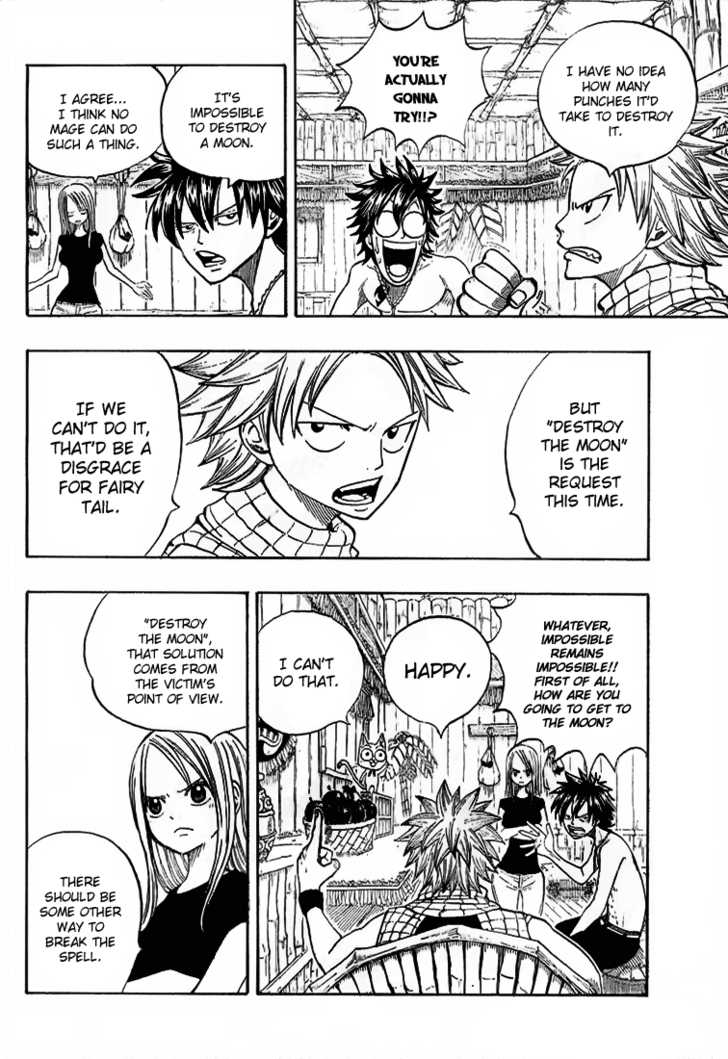 I HAVE NO IDEA
HOW MANY
PUNCHES IT'D
TAKE TO DESTROY
IT.
YOU'RE
ACTUALLY
GONNA
TRY!!?
IT'S
IMPOSSIBLE
TO DESTROY
A MOON.
I AGREE...
I THINK NO
MAGE CAN DO
SUCH A THING.
BUT
"DESTROY
THE MOON"
IS THE
REQUEST
THIS TIME.
IF WE
CAN'T DO IT,
THAT'D BE A
DISGRACE
FOR FAIRY
TAIL.
WHATEVER,
IMPOSSIBLE
REMAINS
IMPOSSIBLE!!
FIRST OF ALL,
HOW ARE YOU
GOING TO GET TO
THE MOON?
HAPPY.
I CAN'T
DO THAT.
"DESTROY
THE MOON",
THAT SOLUTION
COMES FROM
THE VICTIM'S
POINT OF VIEW.
THERE
SHOULD BE
SOME OTHER
WAY TO
BREAK THE
SPELL.